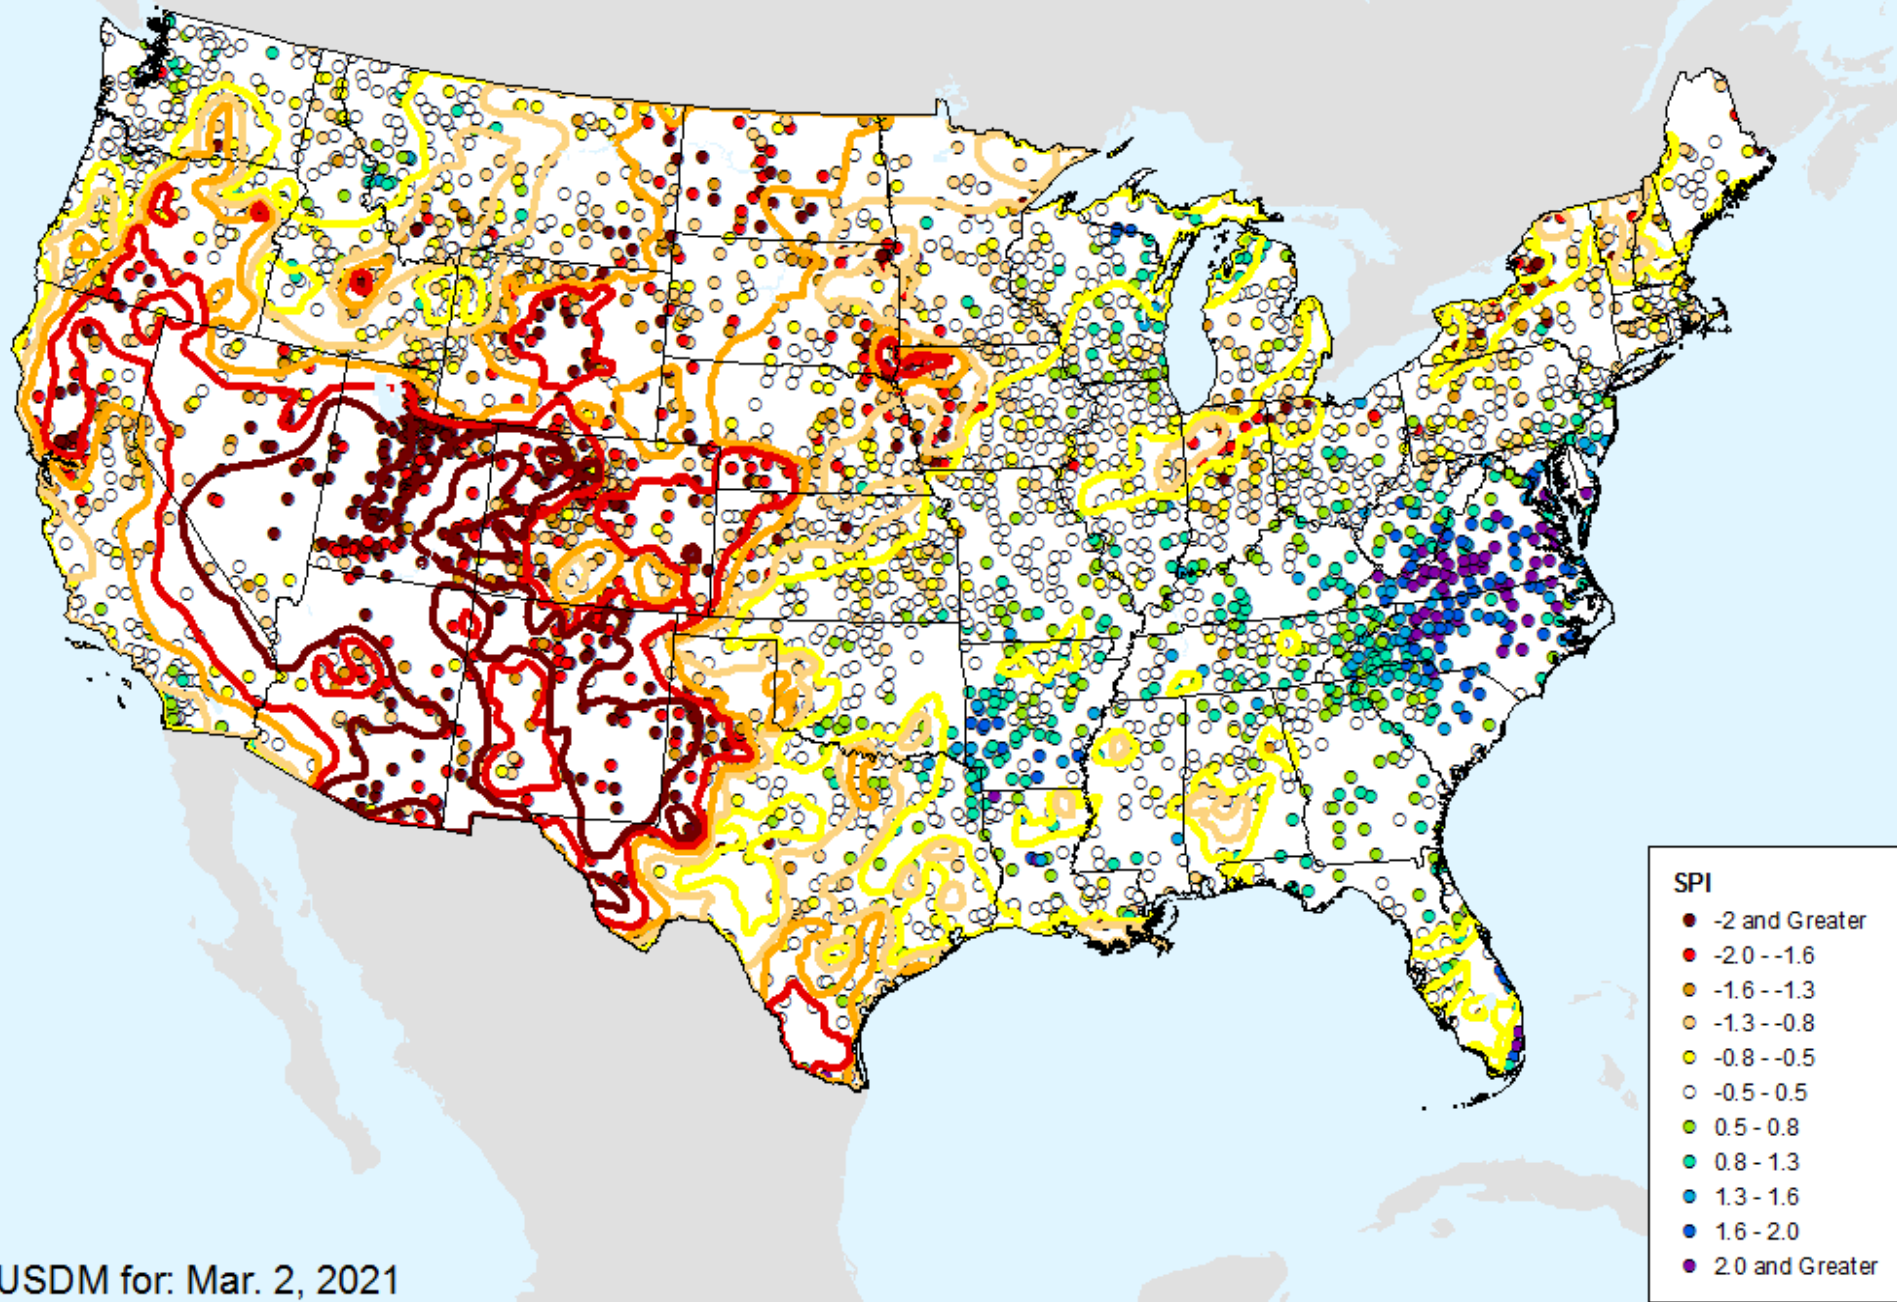 SPI
-2 and Greater
-2.0 - -1.6
-1.6 - -1.3
-1.3 - -0.8
-0.8 - -0.5
-0.5 - 0.5
0.5 - 0.8
0.8 - 1.3
1.3 - 1.6
1.6 - 2.0
2.0 and Greater
USDM for: Mar. 2, 2021